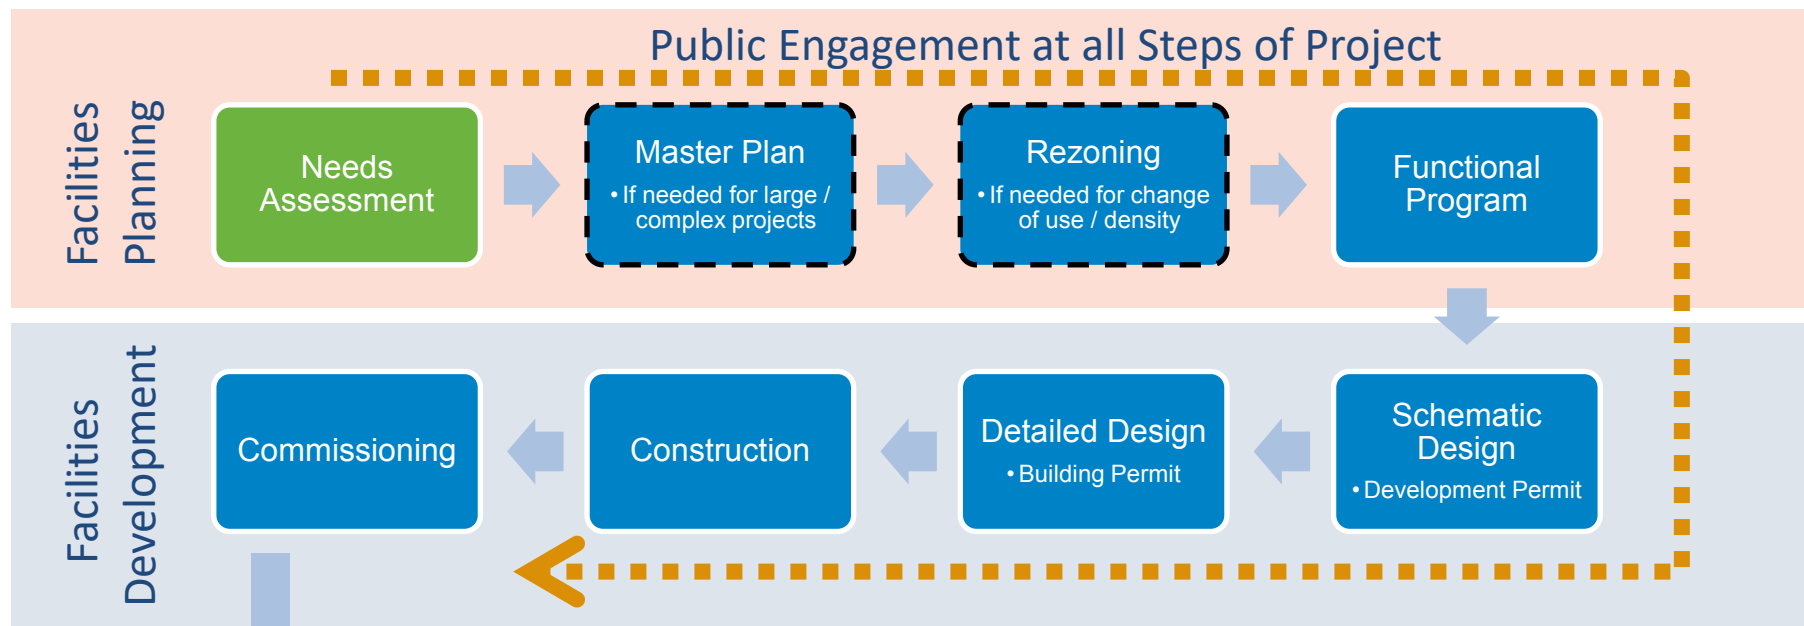 Public Engagement at all Steps of Project
Facilities
Planning
Needs
Assessment
Master Plan
• If needed for large /
complex projects
Rezoning
• If needed for change
of use / density
Functional
Program
Facilities
Development
Commissioning
Construction
Detailed Design
• Building Permit
Schematic
Design
• Development Permit